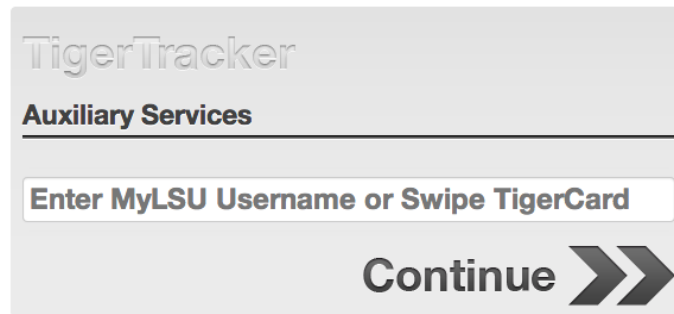 TigerTracker
Auxiliary Services
Enter MyLSU Username or Swipe TigerCard
Continue